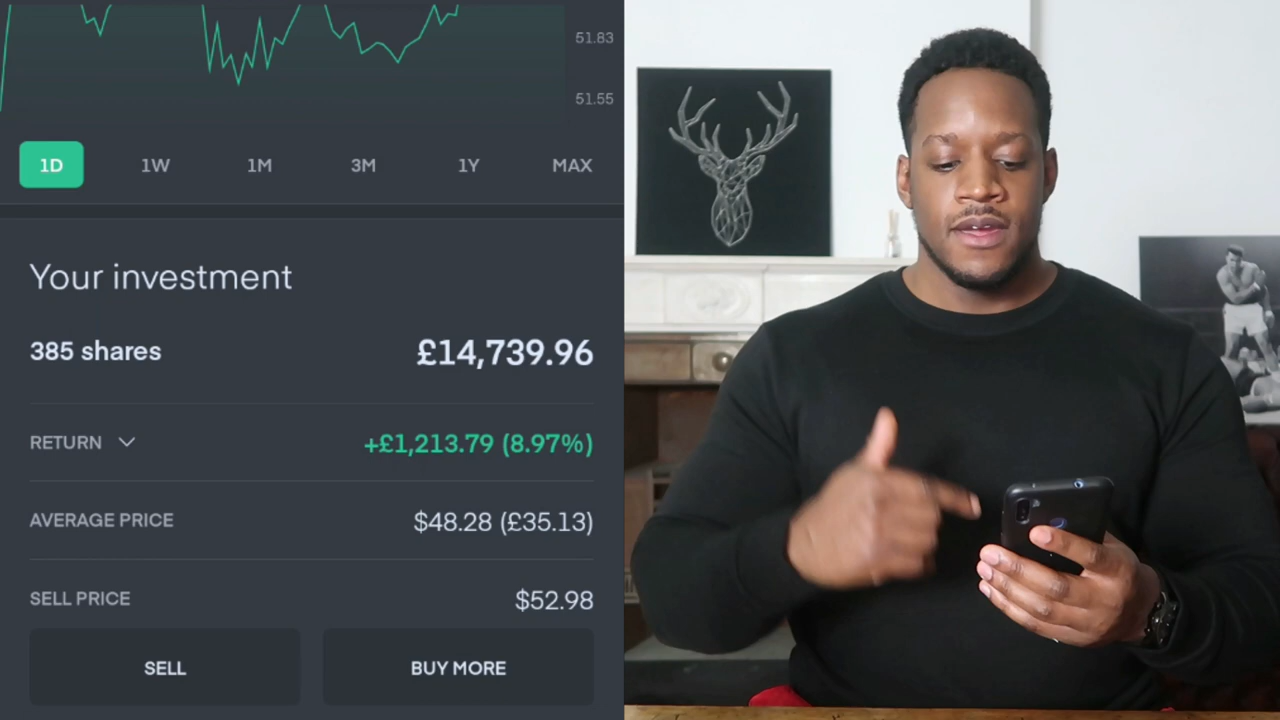 51.83
51.55
1D 1W 1M 3M 1Y MAX
Your investment
385 shares £14,739.96
RETURN +£1,213.79 (8.97%)
AVERAGE PRICE $48.28 (£35.13)
SELL PRICE $52.98
SELL BUY MORE